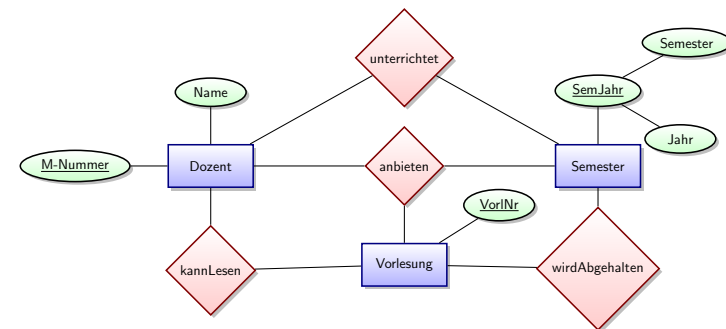 Semester
unterrichtet
Name
SemJahr
Jahr
M-Nummer
Dozent
anbieten
Semester
VorlNr
kannLesen
Vorlesung
wirdAbgehalten